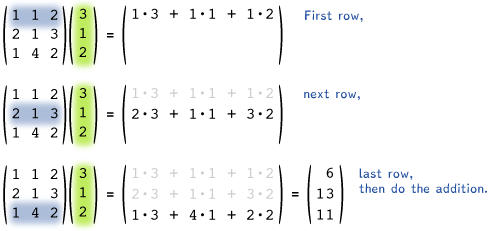 1 1 2 3 1·3 + 1·1 + 1·2 First row,
2 1 3 1 =
1 4 2 2
1 1 2 3 1·3 + 1·1 + 1·2 next row,
2 1 3 1 = 2·3 + 1·1 + 3·2
1 4 2 2
1 1 2 3 1·3 + 1·1 + 1·2 6 last row,
2 1 3 1 = 2·3 + 1·1 + 3·2 = 13 then do the addition.
1 4 2 2 1·3 + 4·1 + 2·2 11